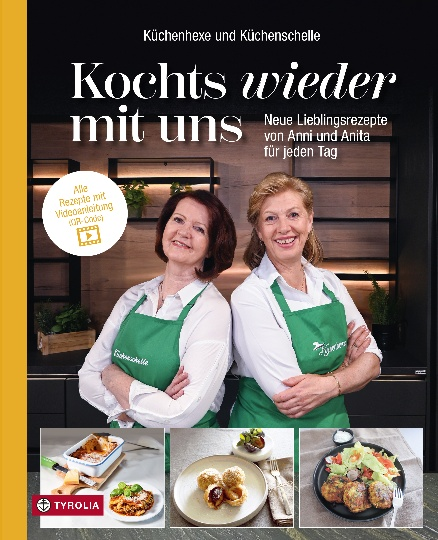 Küchenhexe und Küchenschelle
Kochts wieder
mit uns
Neue Lieblingsrezepte
von Anni und Anita
für jeden Tag
Alle
Rezepte mit
Videoanleitung
(QR-Code)
Küchenschelle
TYROLIA